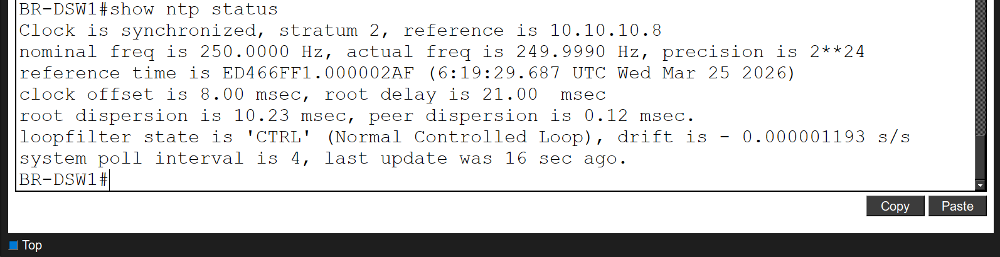 BR-DSW1#show ntp status
Clock is synchronized, stratum 2, reference is 10.10.10.8
nominal freq is 250.0000 Hz, actual freq is 249.9990 Hz, precision is 2**24
reference time is ED466FF1.000002AF (6:19:29.687 UTC Wed Mar 25 2026)
clock offset is 8.00 msec, root delay is 21.00  msec
root dispersion is 10.23 msec, peer dispersion is 0.12 msec.
loopfilter state is 'CTRL' (Normal Controlled Loop), drift is - 0.000001193 s/s
system poll interval is 4, last update was 16 sec ago.
BR-DSW1#
Copy Paste
Top